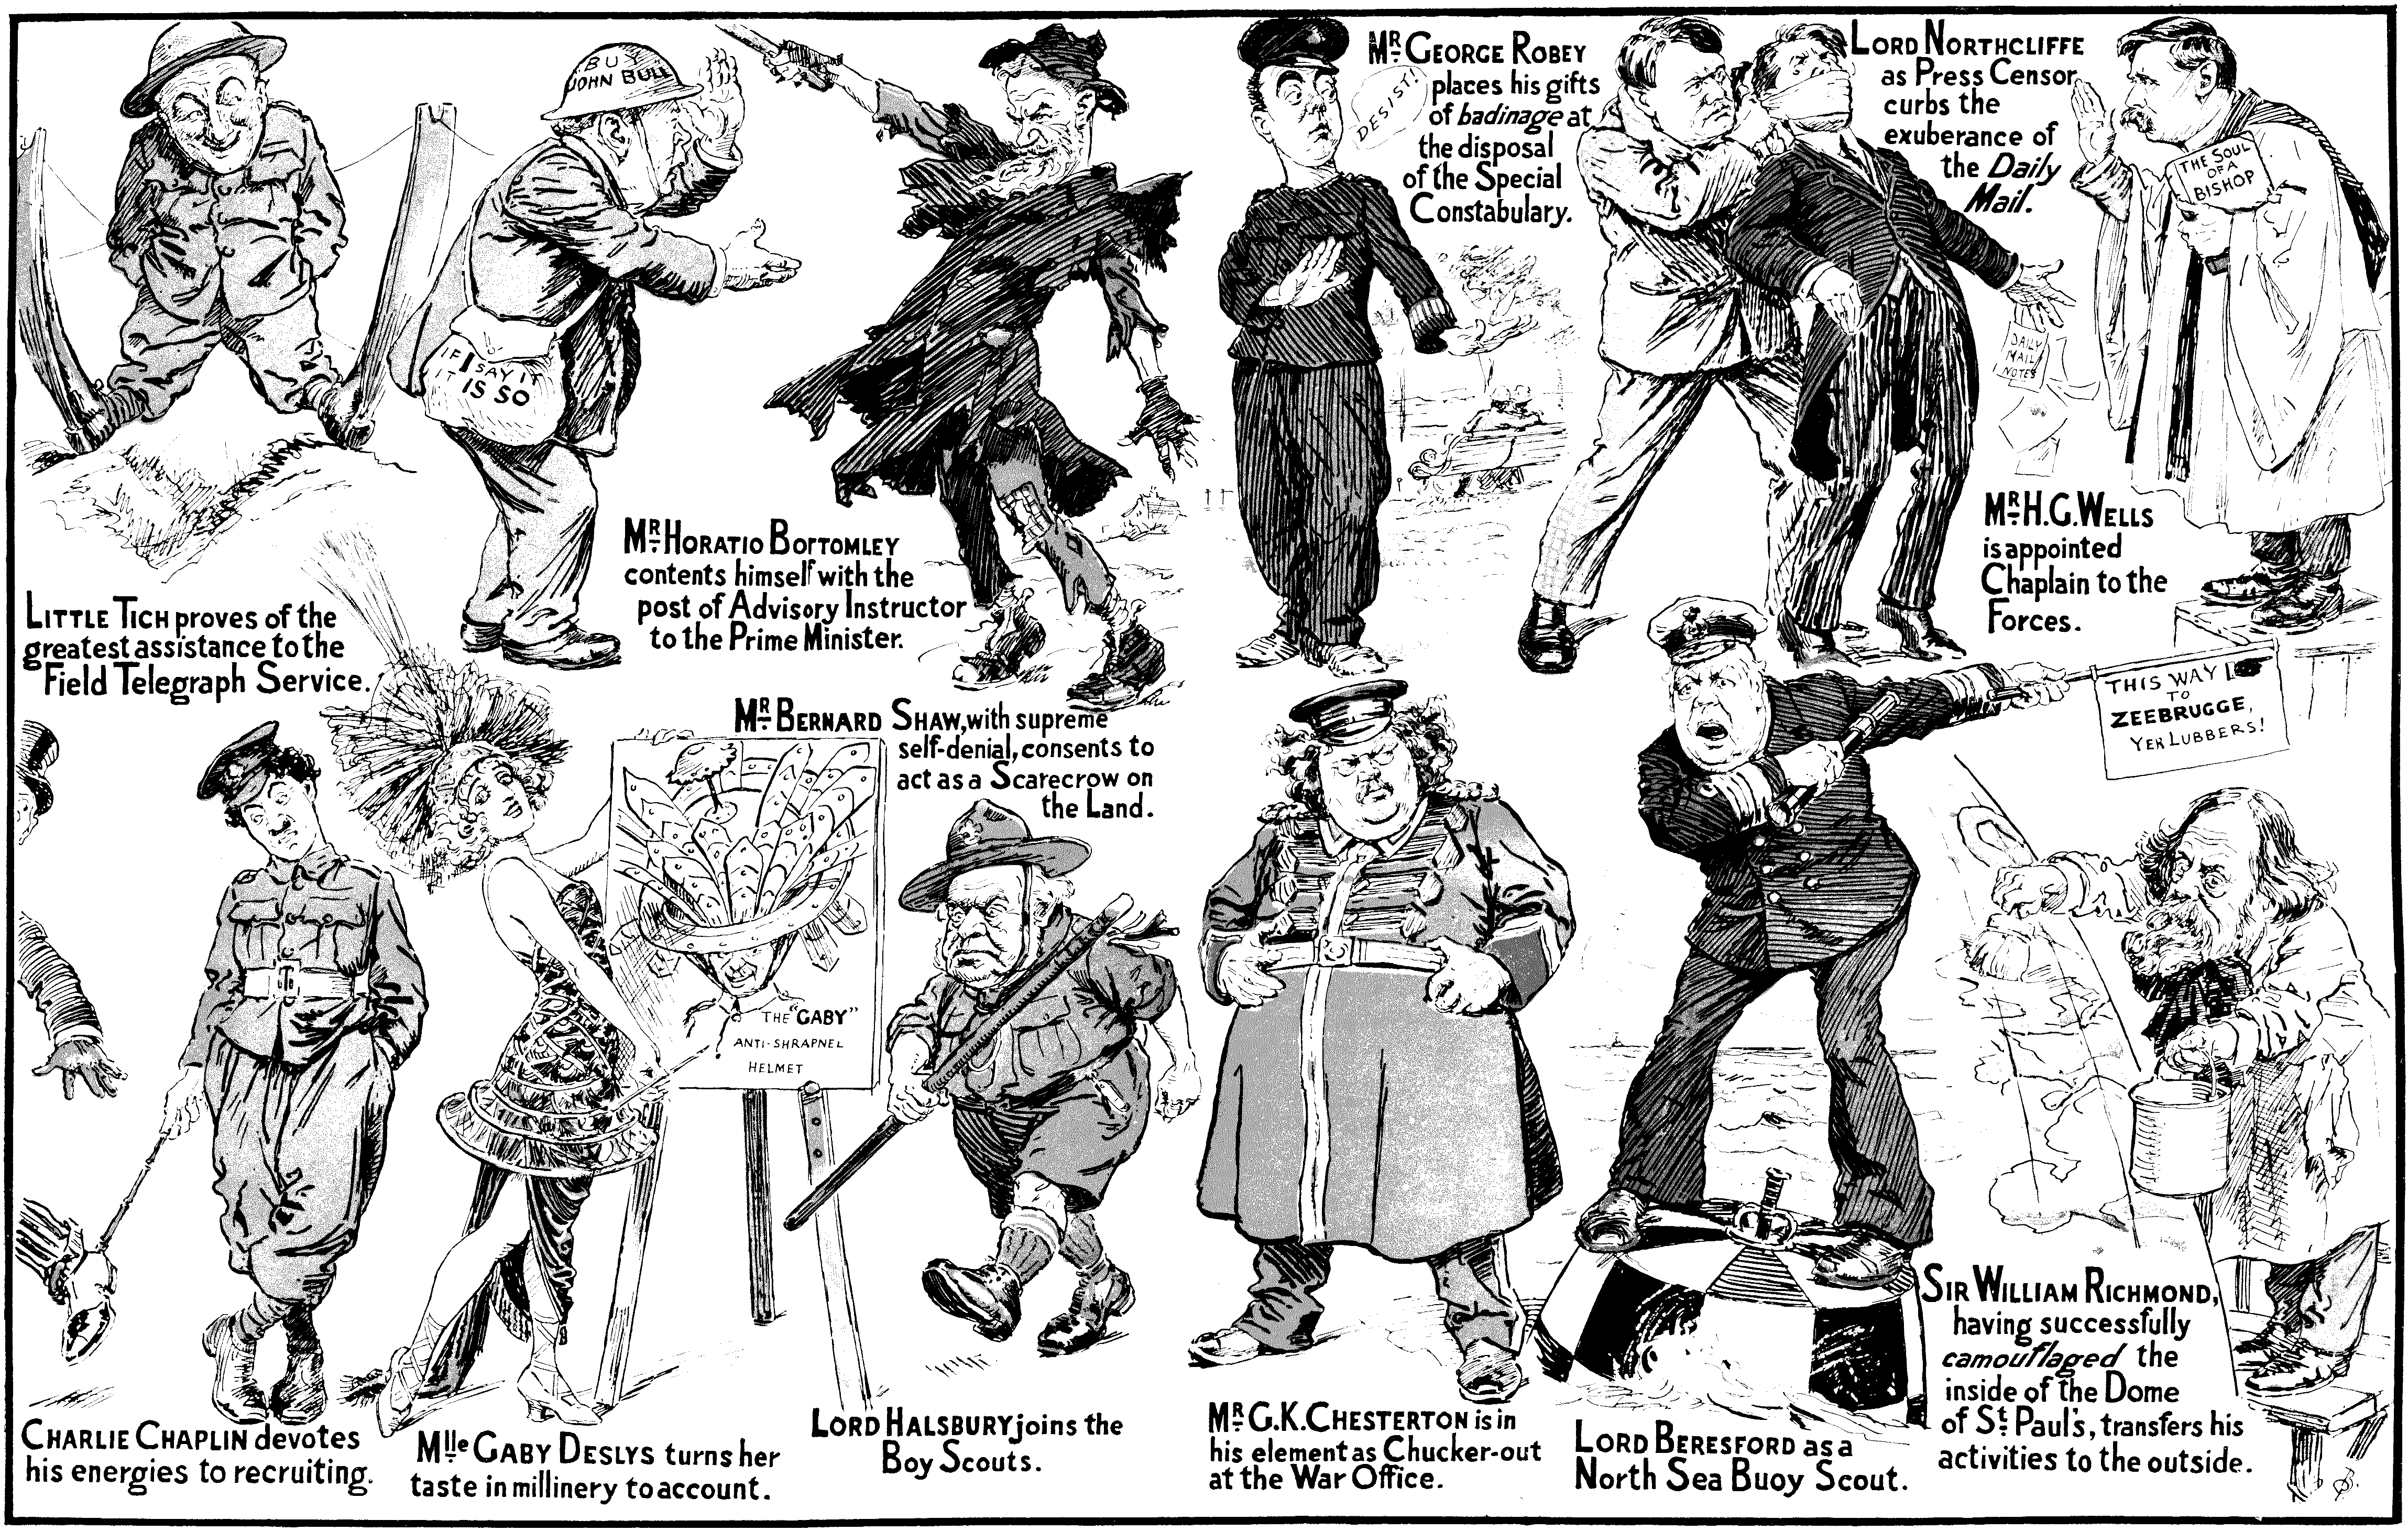 BUY
JOHN BULL
IF I
SAY IT
IT IS SO
LITTLE TICH proves of the
greatest assistance to the
Field Telegraph Service.
MR HORATIO BOTTOMLEY
contents himself with the
post of Advisory Instructor
to the Prime Minister.
MR BERNARD SHAW, with supreme
self-denial, consents to
act as a Scarecrow on
the Land.
MR GEORGE ROBEY
places his gifts
of badinage at
the disposal
of the Special
Constabulary.
DESIST!
LORD NORTHCLIFFE
as Press Censor
curbs the
exuberance of
the Daily
Mail.
DAILY
MAIL
NOTES
THE SOUL
OF A
BISHOP
MR H.G. WELLS
is appointed
Chaplain to the
Forces.
CHARLIE CHAPLIN devotes
his energies to recruiting.
THE "GABY"
ANTI-SHRAPNEL
HELMET
Mlle GABY DESLYS turns her
taste in millinery to account.
LORD HALSBURY joins the
Boy Scouts.
MR G.K. CHESTERTON is in
his element as Chucker-out
at the War Office.
THIS WAY
TO
ZEEBRUGGE,
YER LUBBERS!
LORD BERESFORD as a
North Sea Buoy Scout.
SIR WILLIAM RICHMOND,
having successfully
camouflaged the
inside of the Dome
of St Paul's, transfers his
activities to the outside.